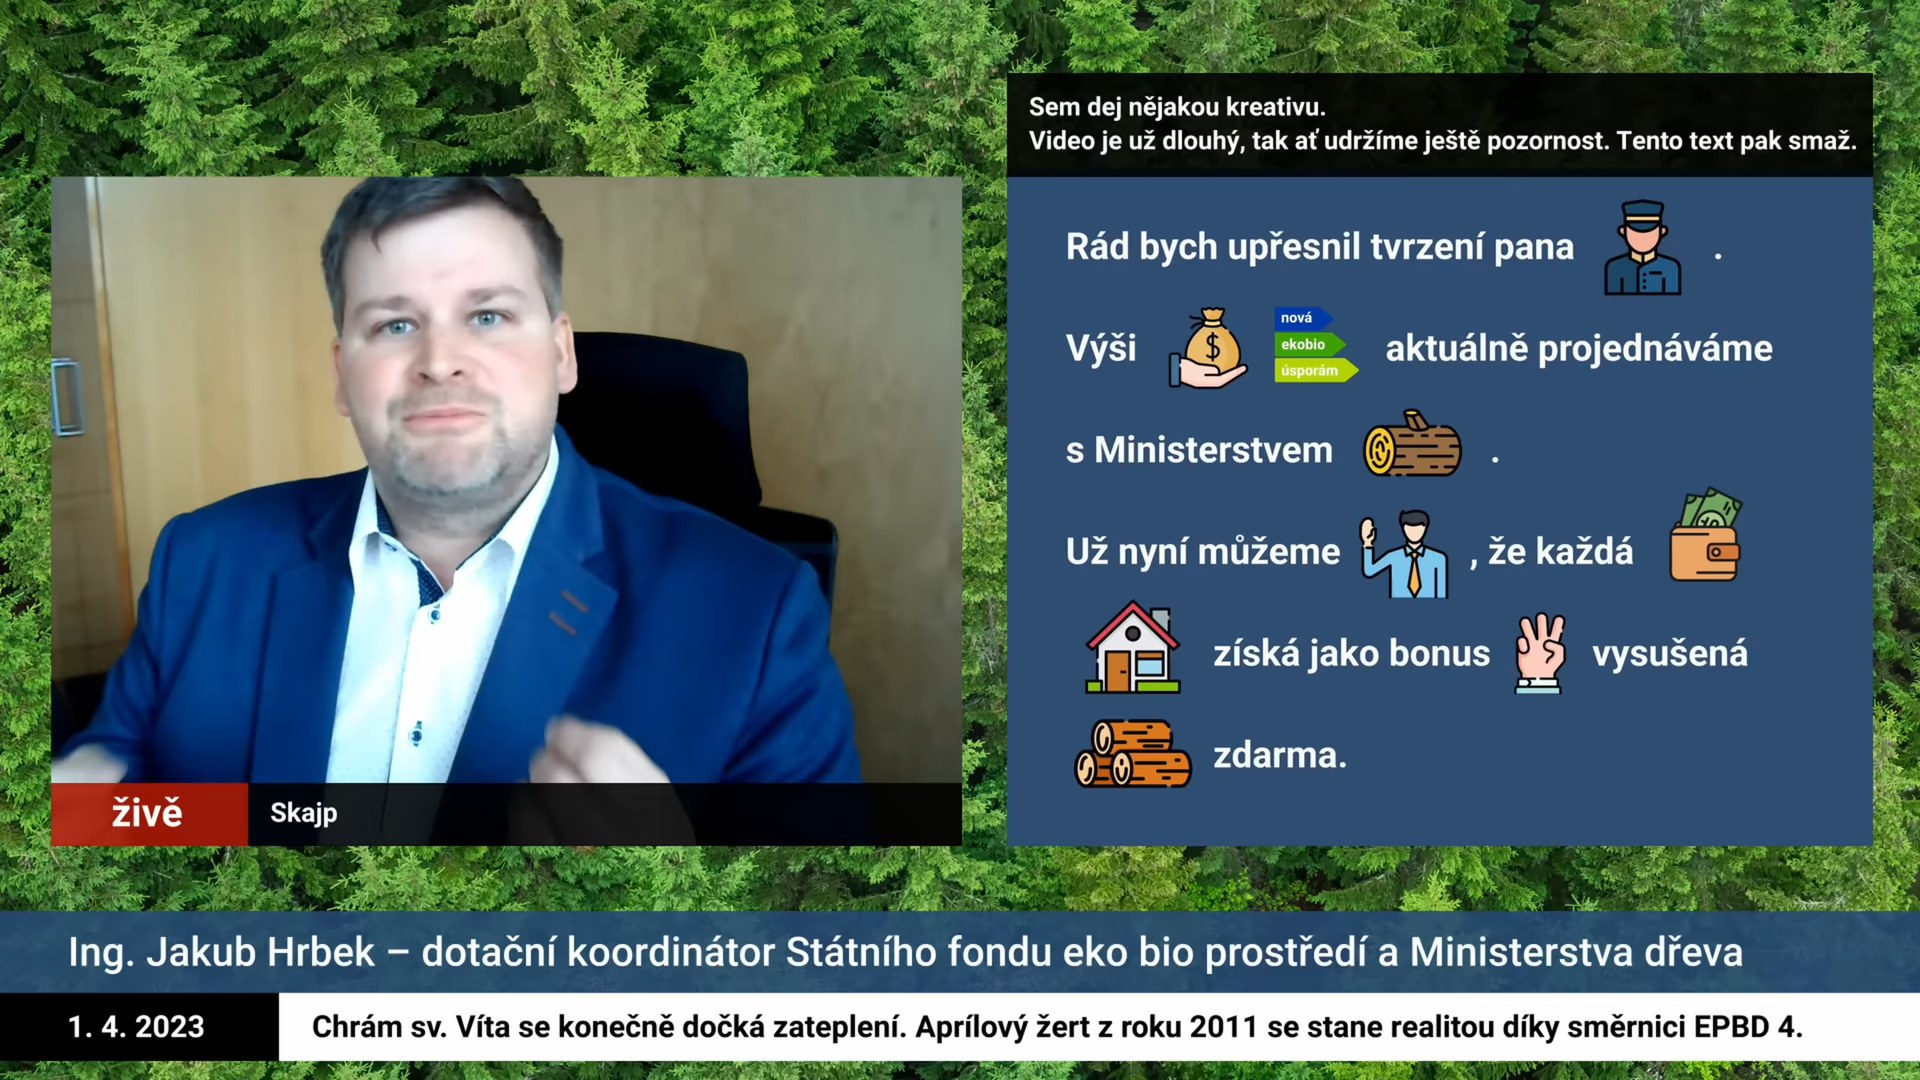 Sem dej nějakou kreativu.
Video je už dlouhý, tak ať udržíme ještě pozornost. Tento text pak smaž.
Rád bych upřesnil tvrzení pana .
Výši nová ekobio úsporám aktuálně projednáváme
s Ministerstvem .
Už nyní můžeme , že každá
získá jako bonus vysušená
zdarma.
živě Skajp
Ing. Jakub Hrbek – dotační koordinátor Státního fondu eko bio prostředí a Ministerstva dřeva
1. 4. 2023 Chrám sv. Víta se konečně dočká zateplení. Aprílový žert z roku 2011 se stane realitou díky směrnici EPBD 4.